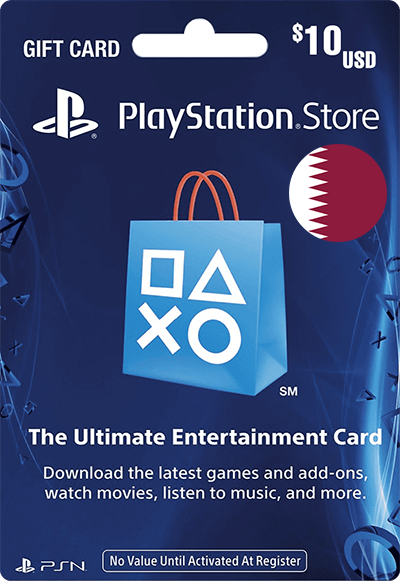 GIFT CARD
$10 USD
PlayStation®Store
SM
The Ultimate Entertainment Card
Download the latest games and add-ons,
watch movies, listen to music, and more.
PSN
No Value Until Activated At Register